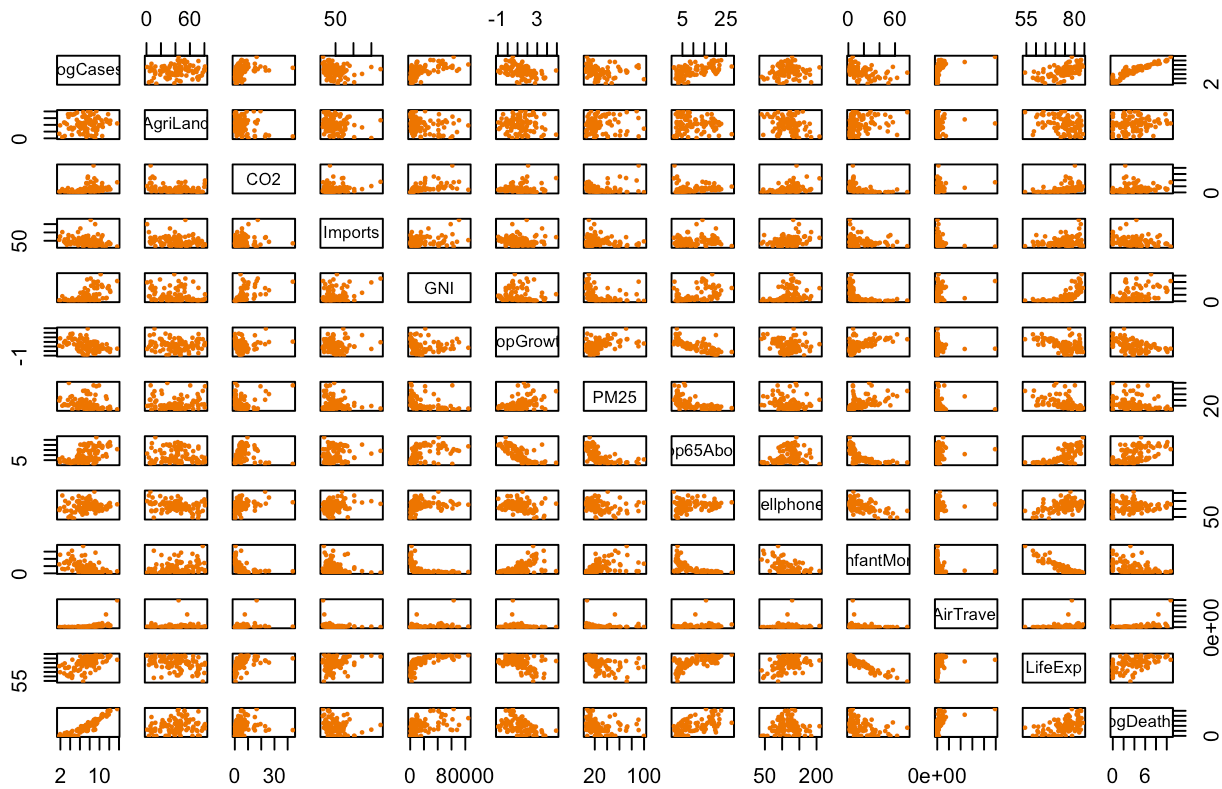 0 60 50 -1 3 5 25 0 60 55 80
ogCases 2
0 AgriLand
CO2 0
50 Imports
GNI 0
-1 opGrowt
PM25 20
5 op65Abo
ellphone 50
0 nfantMor
AirTrave 0e+00
55 LifeExp
ogDeath 0
2 10 0 30 0 80000 20 100 50 200 0e+00 0 6